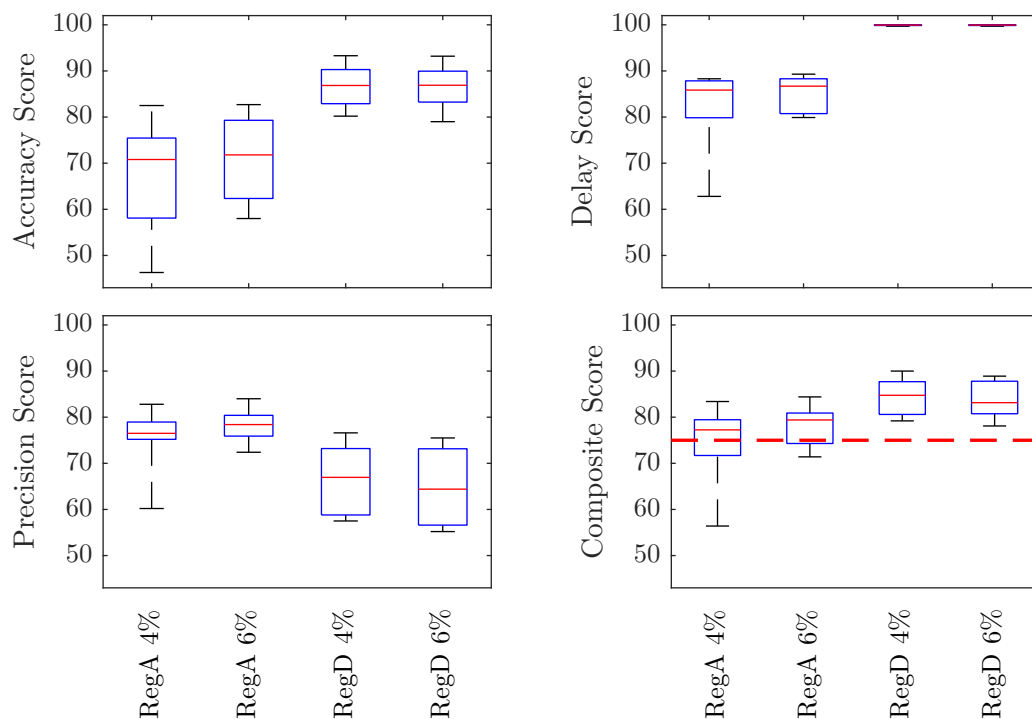 Accuracy Score
100
90
80
70
60
50
Delay Score
100
90
80
70
60
50
Precision Score
100
90
80
70
60
50
RegA 4%
RegA 6%
RegD 4%
RegD 6%
Composite Score
100
90
80
70
60
50
RegA 4%
RegA 6%
RegD 4%
RegD 6%